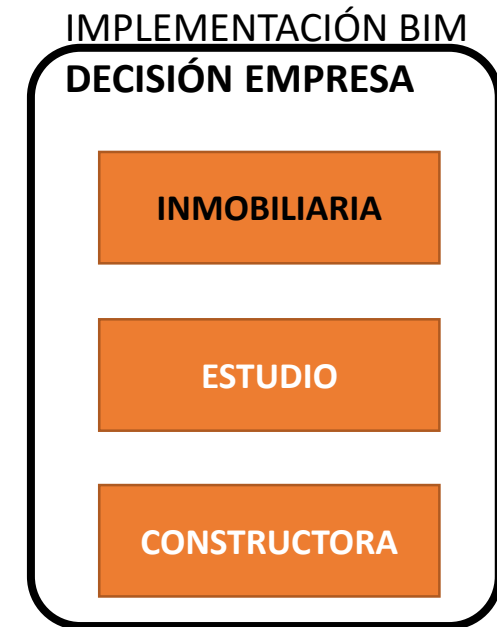 IMPLEMENTACIÓN BIM
DECISIÓN EMPRESA
INMOBILIARIA
ESTUDIO
CONSTRUCTORA